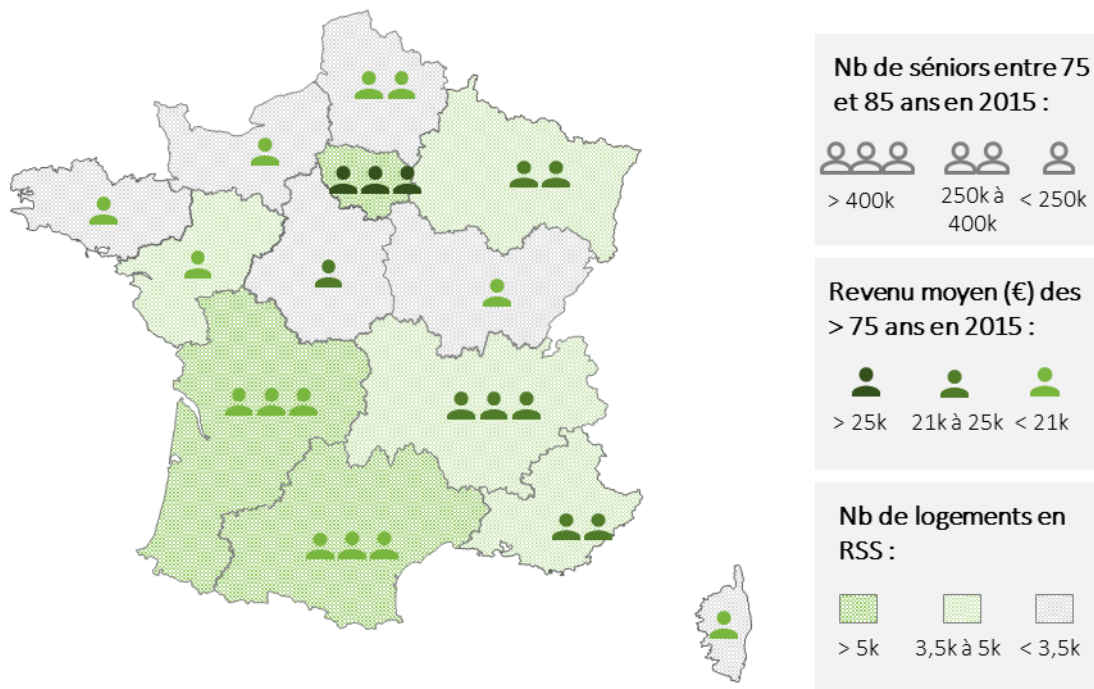 Nb de séniors entre 75
et 85 ans en 2015 :
> 400k
250k à
400k
< 250k
Revenu moyen (€) des
> 75 ans en 2015 :
> 25k
21k à 25k
< 21k
Nb de logements en
RSS :
> 5k
3,5k à 5k
< 3,5k